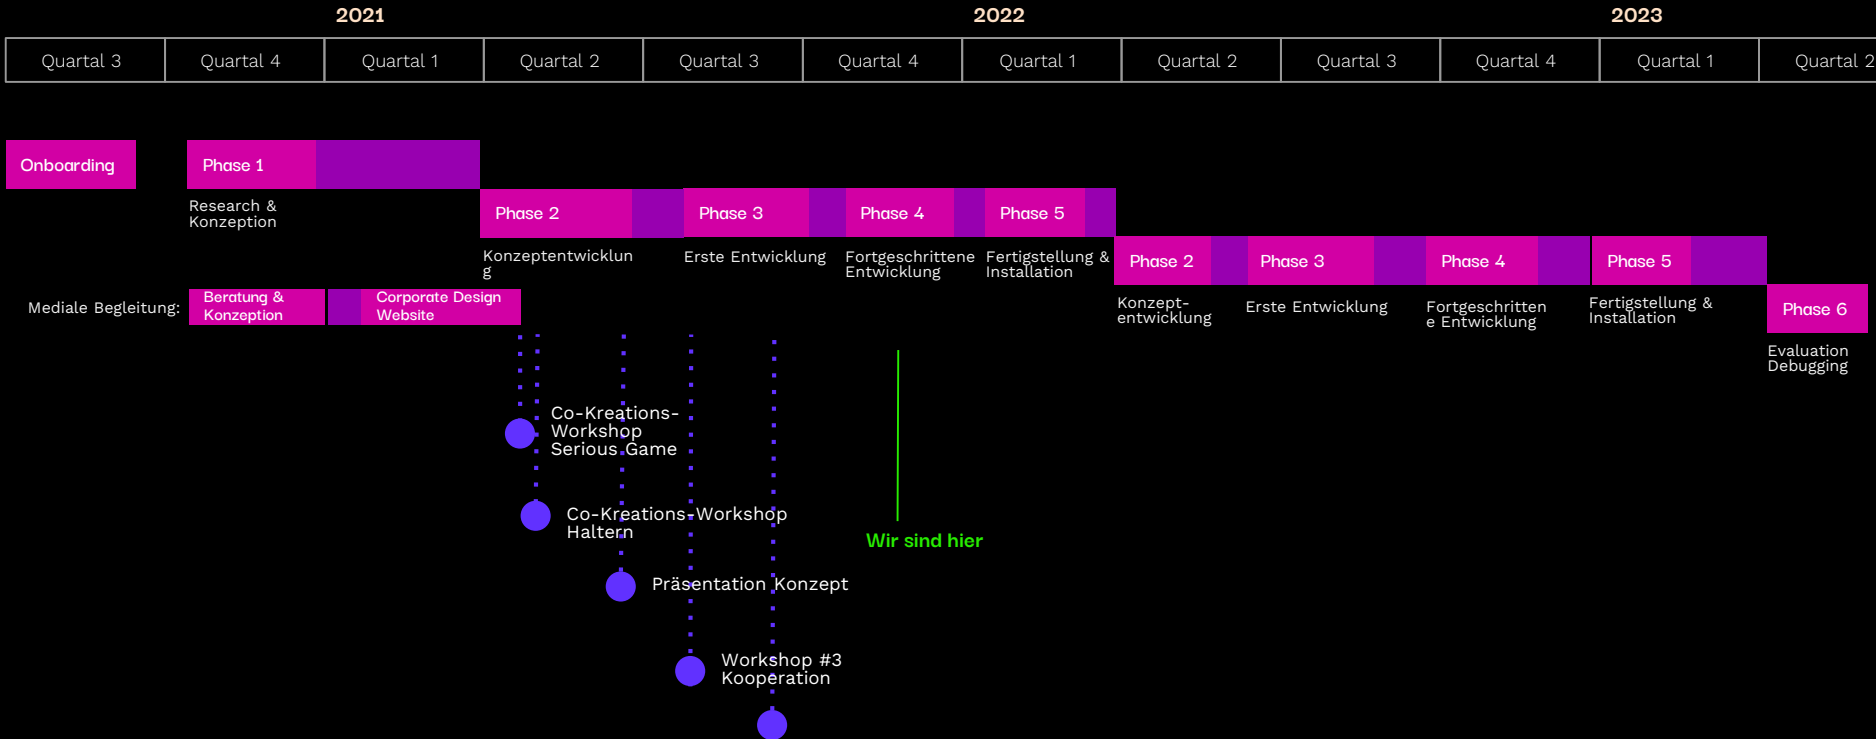 2021
2022
2023
Quartal 3
Quartal 4
Quartal 1
Quartal 2
Quartal 3
Quartal 4
Quartal 1
Quartal 2
Quartal 3
Quartal 4
Quartal 1
Quartal 2
Onboarding
Phase 1
Research &
Konzeption
Phase 2
Konzeptentwicklun
g
Phase 3
Erste Entwicklung
Phase 4
Fortgeschrittene
Entwicklung
Phase 5
Fertigstellung &
Installation
Phase 2
Konzept-
entwicklung
Phase 3
Erste Entwicklung
Phase 4
Fortgeschritten
e Entwicklung
Phase 5
Fertigstellung &
Installation
Phase 6
Evaluation
Debugging
Mediale Begleitung:
Beratung &
Konzeption
Corporate Design
Website
Co-Kreations-
Workshop
Serious Game
Co-Kreations-Workshop
Haltern
Wir sind hier
Präsentation Konzept
Workshop #3
Kooperation